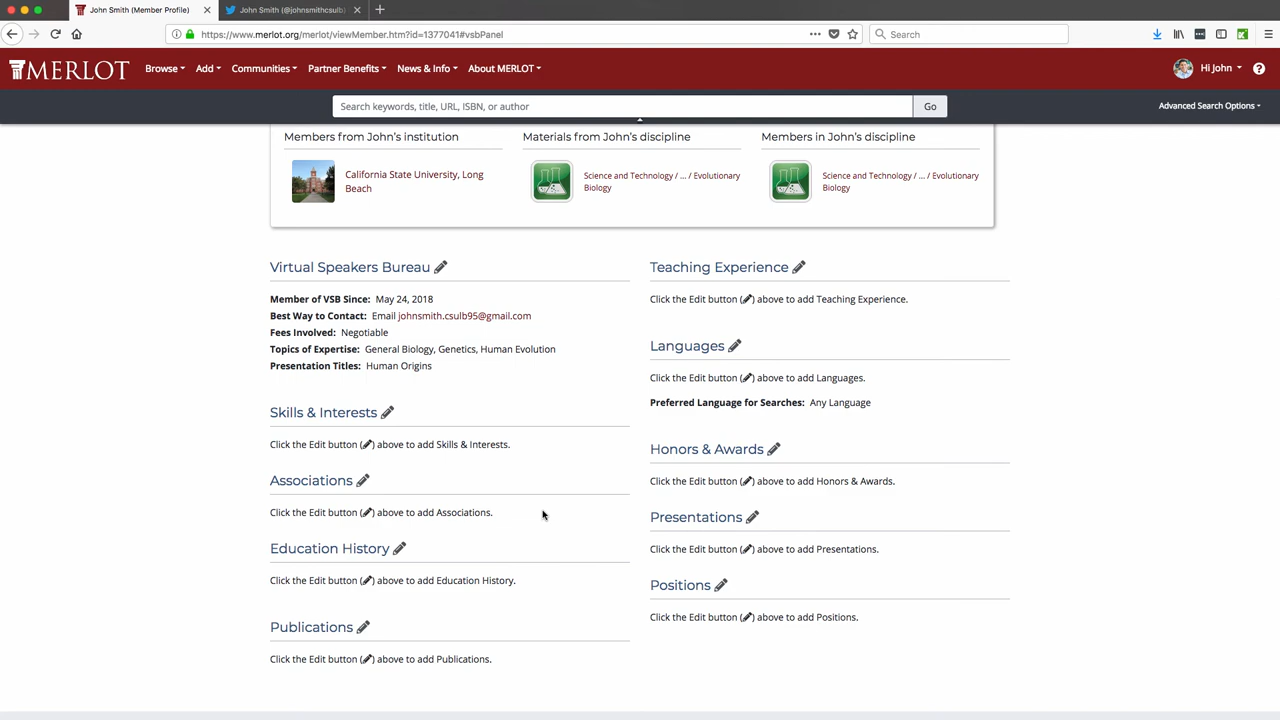 John Smith (Member Profile)
John Smith (@johnsmithcsulb)
https://www.merlot.org/merlot/viewMember.htm?id=1377041#vsbPanel
Search
MERLOT
Browse
Add
Communities
Partner Benefits
News & Info
About MERLOT
Hi John
Search keywords, title, URL, ISBN, or author
Go
Advanced Search Options
Members from John's institution
Materials from John's discipline
Members in John's discipline
California State University, Long
Beach
Science and Technology / ... / Evolutionary
Biology
Science and Technology / ... / Evolutionary
Biology
Virtual Speakers Bureau
Member of VSB Since: May 24, 2018
Best Way to Contact: Email johnsmith.csulb95@gmail.com
Fees Involved: Negotiable
Topics of Expertise: General Biology, Genetics, Human Evolution
Presentation Titles: Human Origins
Skills & Interests
Click the Edit button () above to add Skills & Interests.
Associations
Click the Edit button () above to add Associations.
Education History
Click the Edit button () above to add Education History.
Publications
Click the Edit button () above to add Publications.
Teaching Experience
Click the Edit button () above to add Teaching Experience.
Languages
Click the Edit button () above to add Languages.
Preferred Language for Searches: Any Language
Honors & Awards
Click the Edit button () above to add Honors & Awards.
Presentations
Click the Edit button () above to add Presentations.
Positions
Click the Edit button () above to add Positions.